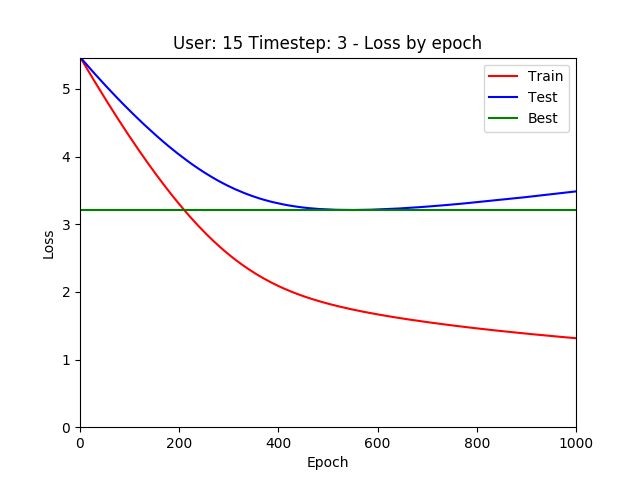 User: 15 Timestep: 3 - Loss by epoch
Train
Test
Best
5
4
3
2
1
0
Loss
0 200 400 600 800 1000
Epoch